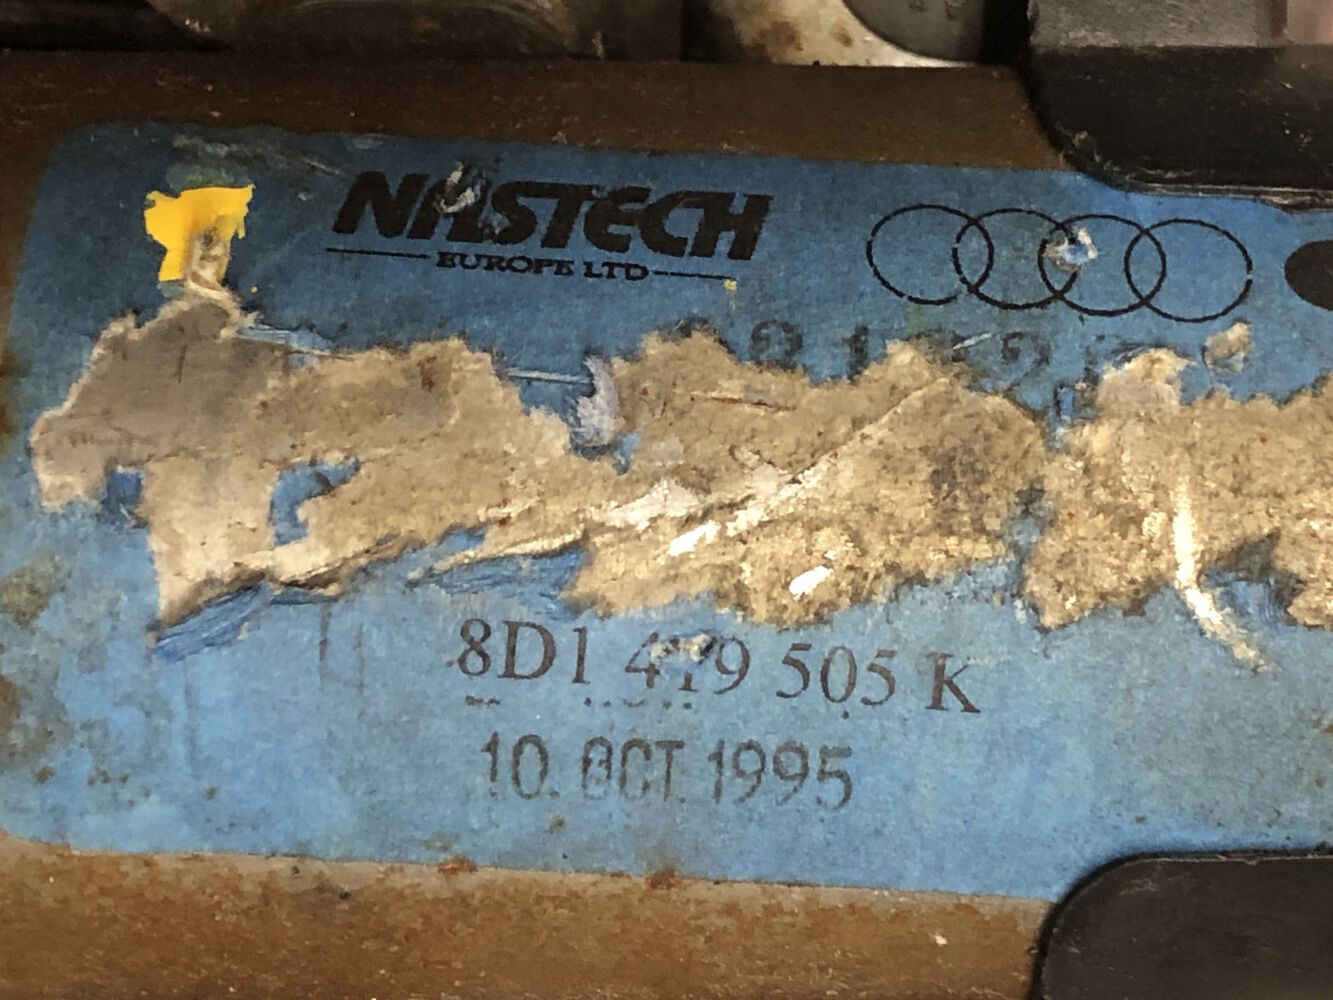 NASTECH
EUROPE LTD
8D1 419 505 K
10. OCT. 1995